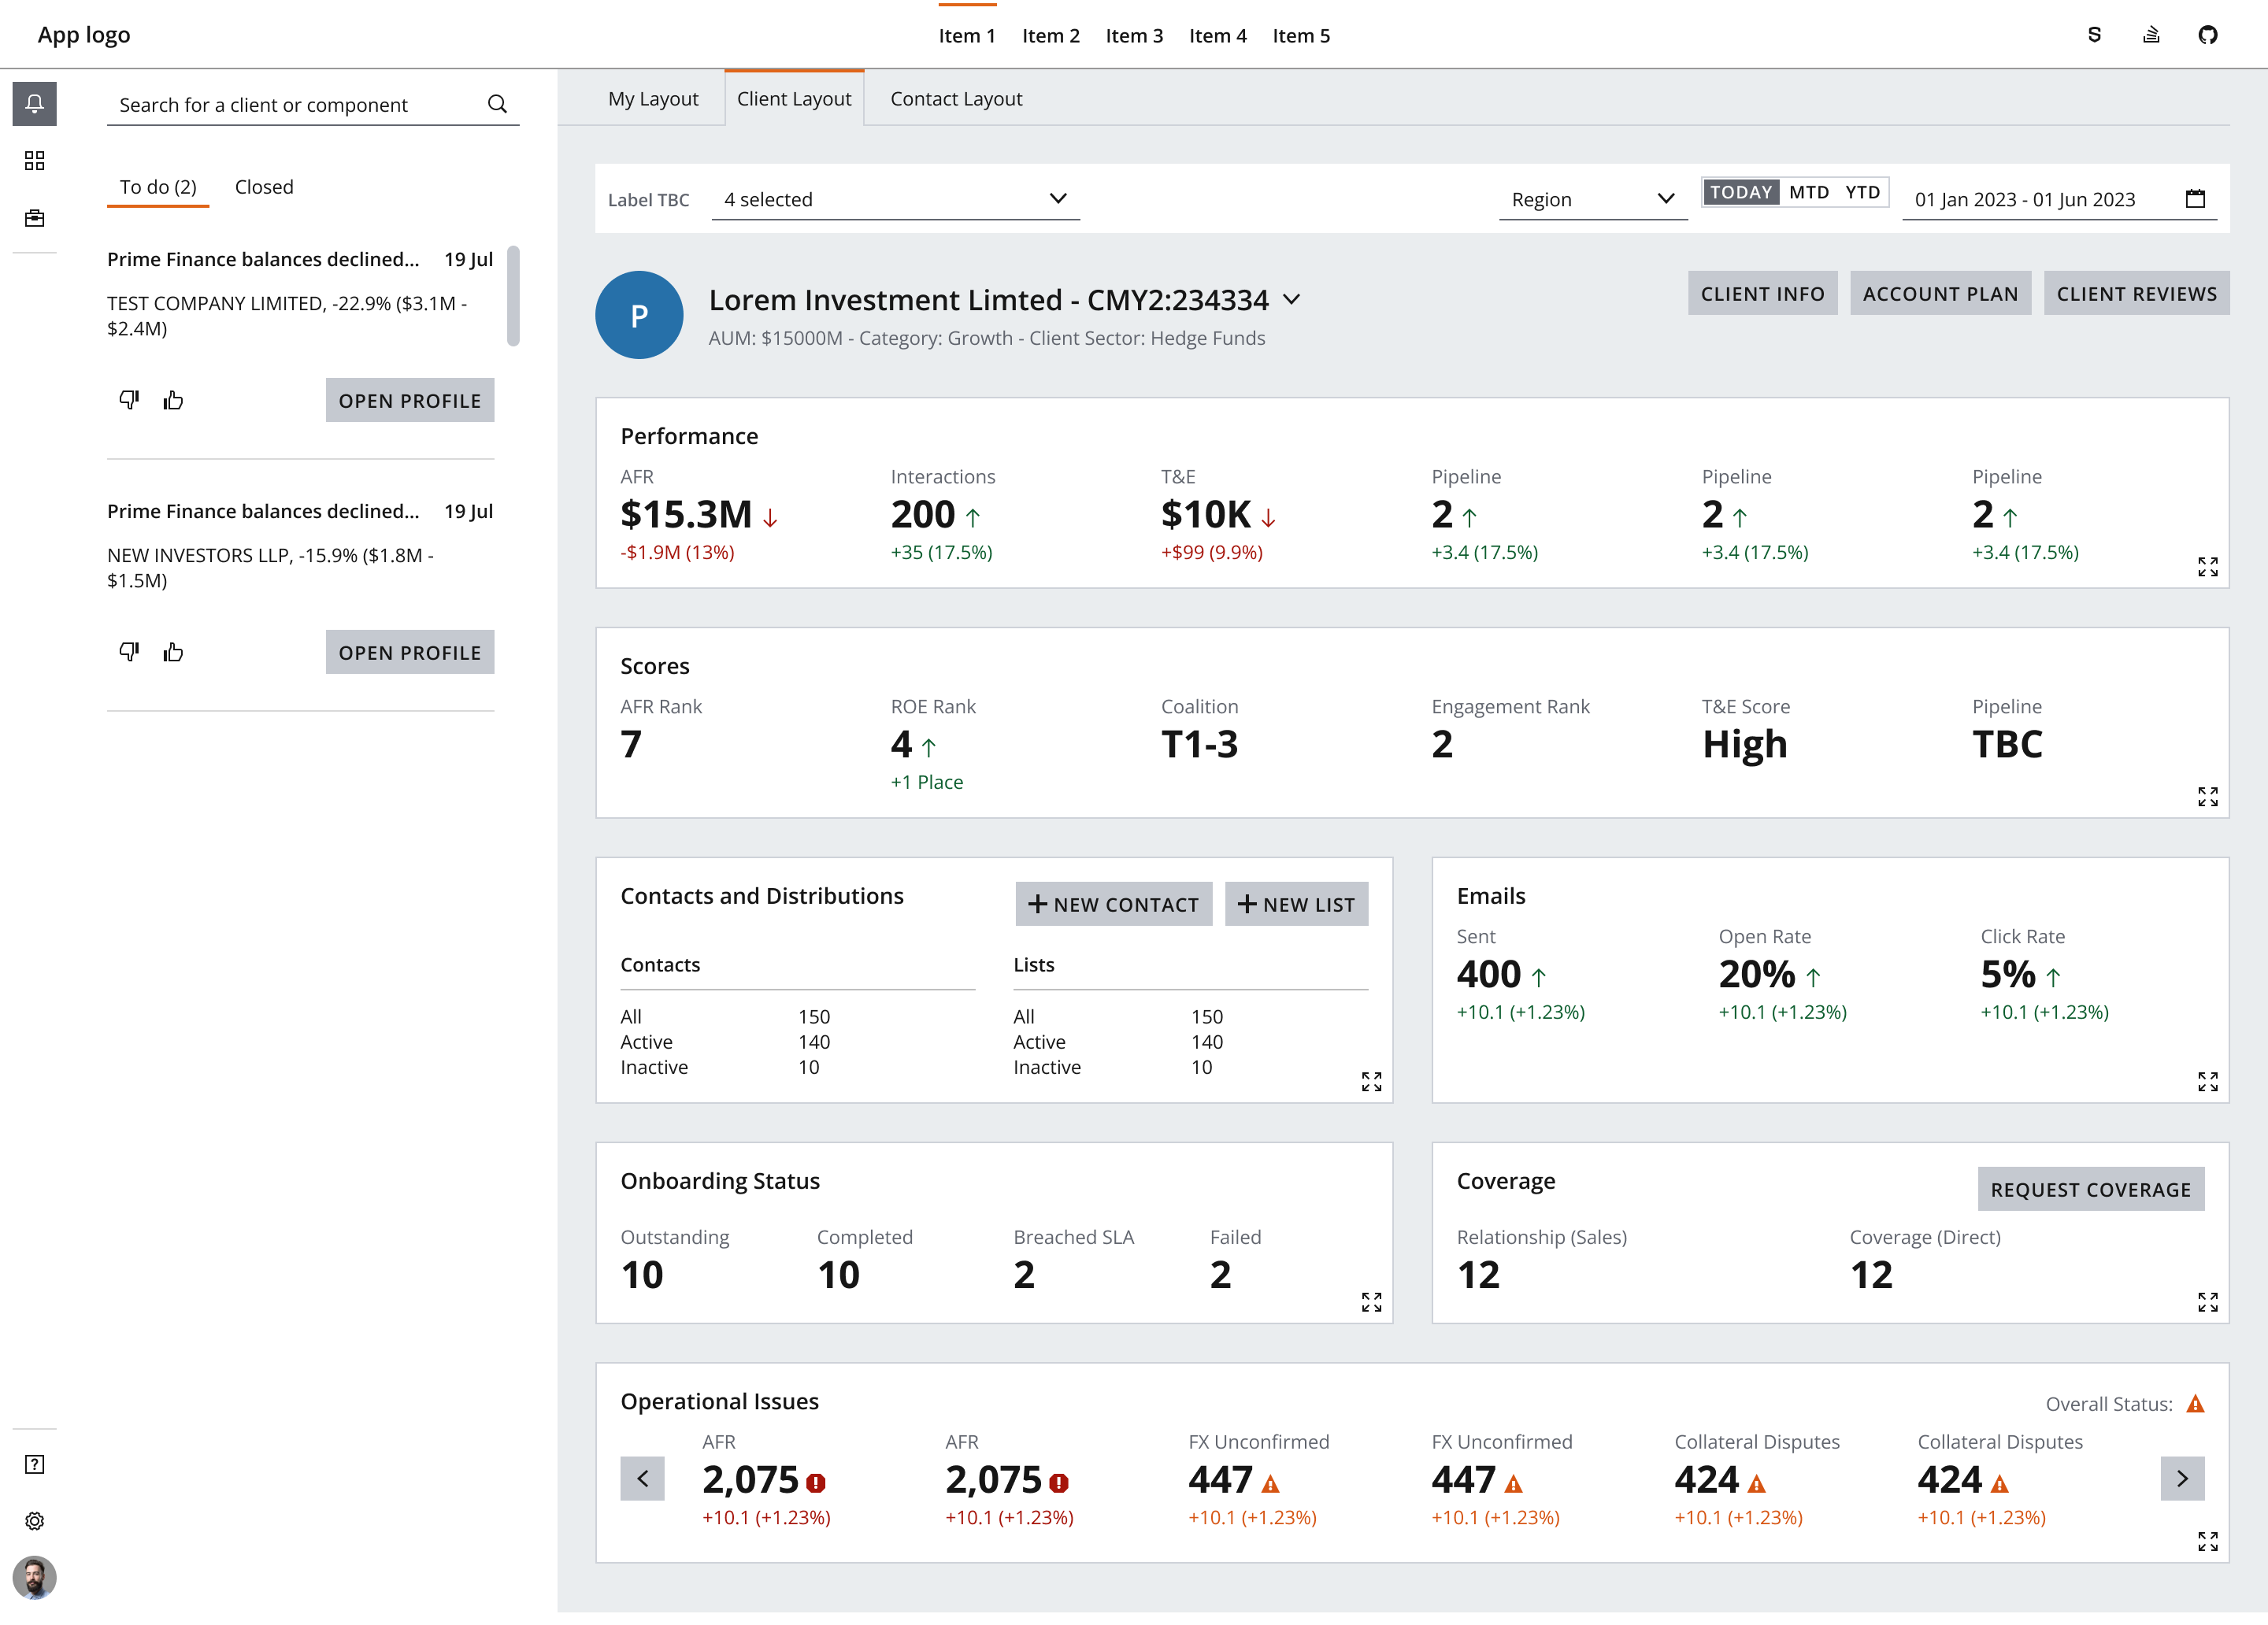 App logo
Item 1 Item 2 Item 3 Item 4 Item 5
Search for a client or component
To do (2) Closed
Prime Finance balances declined... 19 Jul
TEST COMPANY LIMITED, -22.9% ($3.1M -
$2.4M)
OPEN PROFILE
Prime Finance balances declined... 19 Jul
NEW INVESTORS LLP, -15.9% ($1.8M -
$1.5M)
OPEN PROFILE
My Layout Client Layout Contact Layout
Label TBC 4 selected Region TODAY MTD YTD 01 Jan 2023 - 01 Jun 2023
P
Lorem Investment Limted - CMY2:234334
AUM: $15000M - Category: Growth - Client Sector: Hedge Funds
CLIENT INFO ACCOUNT PLAN CLIENT REVIEWS
Performance
AFR Interactions T&E Pipeline Pipeline Pipeline
$15.3M 200 $10K 2 2 2
-$1.9M (13%) +35 (17.5%) +$99 (9.9%) +3.4 (17.5%) +3.4 (17.5%) +3.4 (17.5%)
Scores
AFR Rank ROE Rank Coalition Engagement Rank T&E Score Pipeline
7 4 T1-3 2 High TBC
+1 Place
Contacts and Distributions
NEW CONTACT NEW LIST
Contacts Lists
All 150 All 150
Active 140 Active 140
Inactive 10 Inactive 10
Emails
Sent Open Rate Click Rate
400 20% 5%
+10.1 (+1.23%) +10.1 (+1.23%) +10.1 (+1.23%)
Onboarding Status
Outstanding Completed Breached SLA Failed
10 10 2 2
Coverage
REQUEST COVERAGE
Relationship (Sales) Coverage (Direct)
12 12
Operational Issues
Overall Status:
AFR AFR FX Unconfirmed FX Unconfirmed Collateral Disputes Collateral Disputes
2,075 2,075 447 447 424 424
+10.1 (+1.23%) +10.1 (+1.23%) +10.1 (+1.23%) +10.1 (+1.23%) +10.1 (+1.23%) +10.1 (+1.23%)